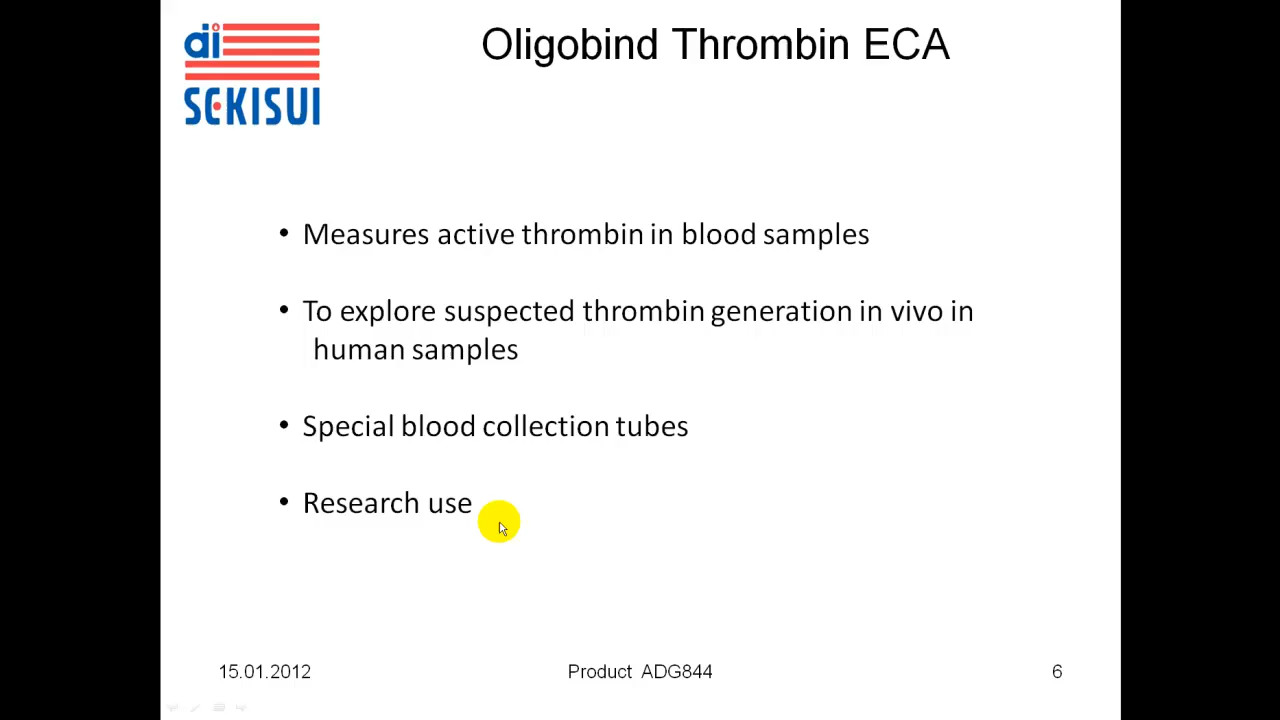 di
SEKISUI
Oligobind Thrombin ECA
• Measures active thrombin in blood samples
• To explore suspected thrombin generation in vivo in
human samples
• Special blood collection tubes
• Research use
15.01.2012
Product ADG844
6